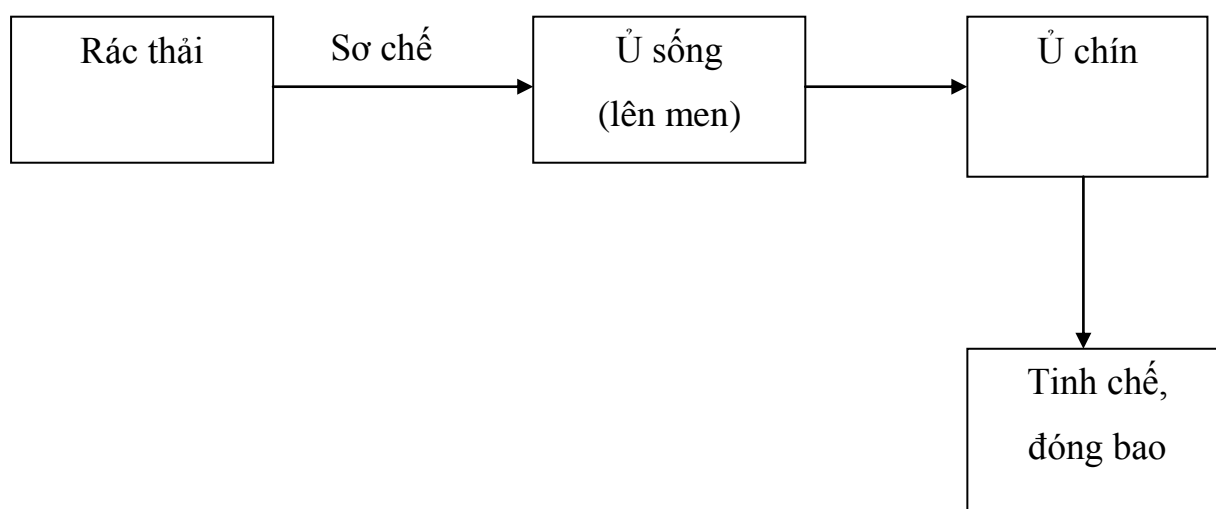 Rác thải
Sơ chế
Ủ sống
(lên men)
Ủ chín
Tinh chế,
đóng bao